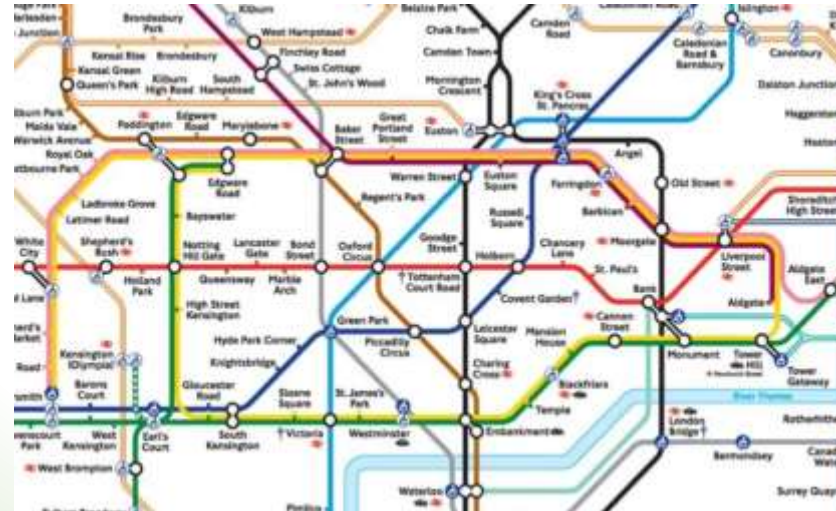 Brondesbury
Park
Kilburn
West Hampstead
Belsize Park
Chalk Farm
Camden Town
Camden
Road
Caledonian
Road &
Barnsbury
Canonbury
Junction
Kensal Rise
Brondesbury
Finchley Road
Swiss Cottage
St. John's Wood
Kensal Green
Queen's Park
Kilburn
High Road
South
Hampstead
Mornington
Crescent
King's Cross
St. Pancras
Dalston Junction
Maida Vale
Warwick Avenue
Royal Oak
Paddington
Edgware
Road
Marylebone
Baker
Street
Great
Portland
Street
Euston
Warren Street
Euston
Square
Angel
Farringdon
Old Street
Barbican
Moorgate
Shoreditch
High Street
Liverpool
Street
Edgware
Road
Ladbroke Grove
Latimer Road
Bayswater
Regent's Park
Russell
Square
Goodge
Street
White
City
Shepherd's
Bush
Holland
Park
Notting
Hill Gate
Queensway
Lancaster
Gate
Marble
Arch
Bond
Street
Oxford
Circus
Tottenham
Court Road
Holborn
Chancery
Lane
St. Paul's
Bank
Aldgate
East
Aldgate
High Street
Kensington
Hyde Park Corner
Knightsbridge
Green Park
Piccadilly
Circus
Covent Garden
Leicester
Square
Mansion
House
Cannon
Street
Monument
Tower
Hill
Tower
Gateway
Kensington
(Olympia)
Barons
Court
Gloucester
Road
Sloane
Square
St. James's
Park
Charing
Cross
Blackfriars
Temple
River Thames
West
Kensington
Earl's
Court
South
Kensington
Victoria
Westminster
Embankment
London
Bridge
Bermondsey
West Brompton
Pimlico
Waterloo